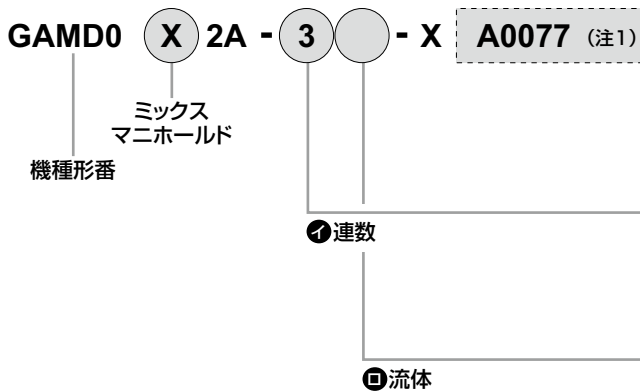 GAMD0 X 2A - 3 - X A0077 (注1)
ミックス
マニホールド
機種形番
イ連数
ロ流体